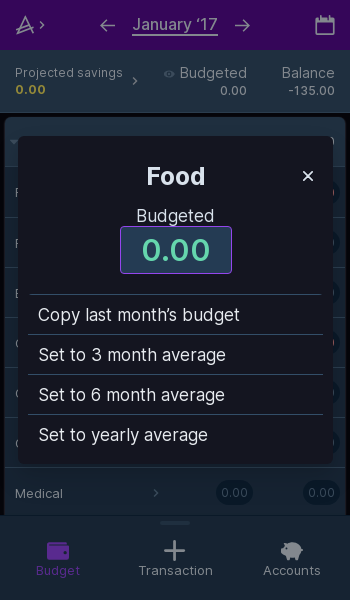 January ‘17
Projected savings
Budgeted
Balance
0.00
0.00
-135.00
Food
Budgeted
0.00
Copy last month’s budget
Set to 3 month average
Set to 6 month average
Set to yearly average
Medical
0.00
0.00
Budget
Transaction
Accounts